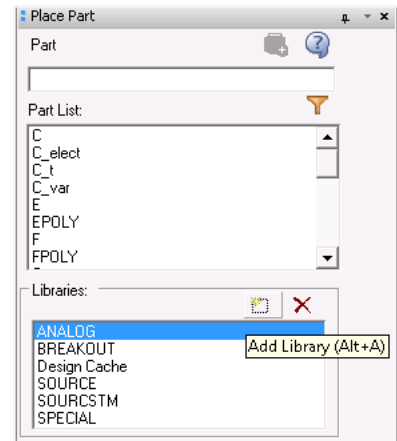 Place Part
Part
Part List:
C
C_elect
C_t
C_var
E
EPOLY
F
FPOLY
Libraries:
ANALOG
Add Library (Alt+A)
BREAKOUT
Design Cache
SOURCE
SOURCSTM
SPECIAL